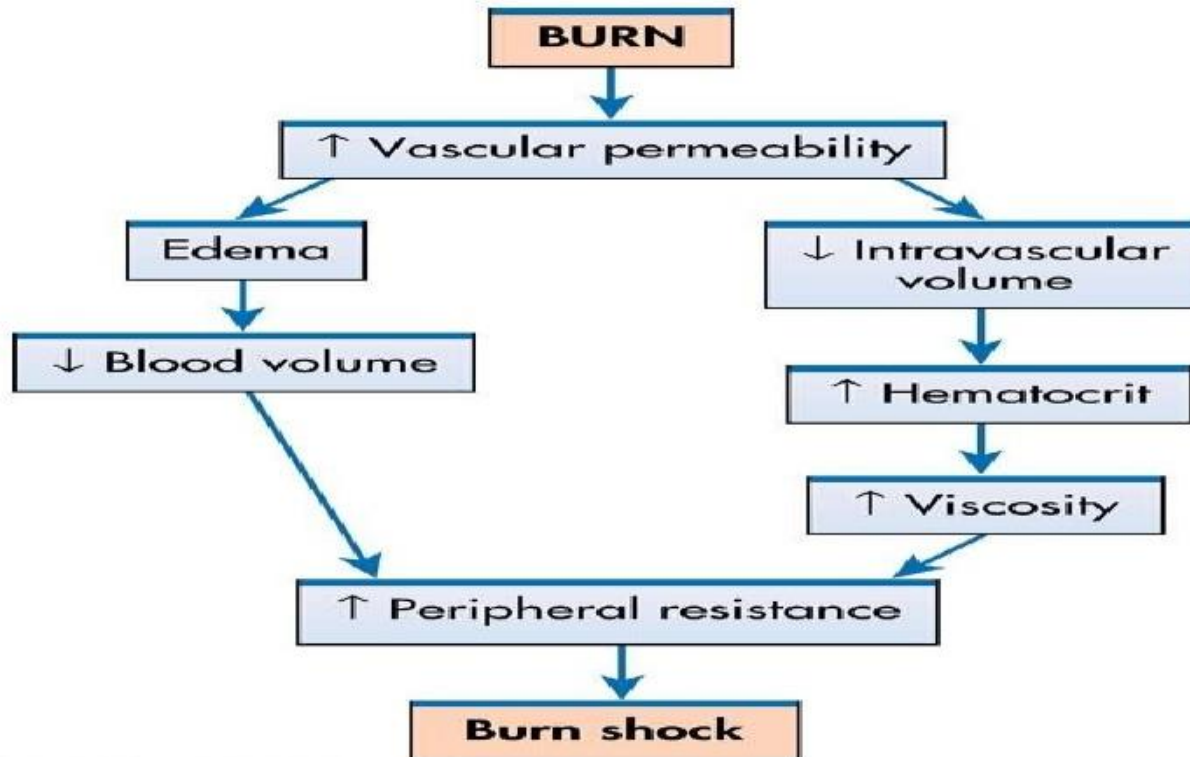 BURN
↑ Vascular permeability
Edema
↓ Intravascular
volume
↓ Blood volume
↑ Hematocrit
↑ Viscosity
↑ Peripheral resistance
Burn shock